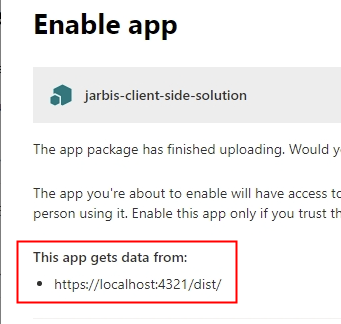 Enable app
jarbis-client-side-solution
The app package has finished uploading. Would yo
The app you're about to enable will have access to
person using it. Enable this app only if you trust th
This app gets data from:
https://localhost:4321/dist/